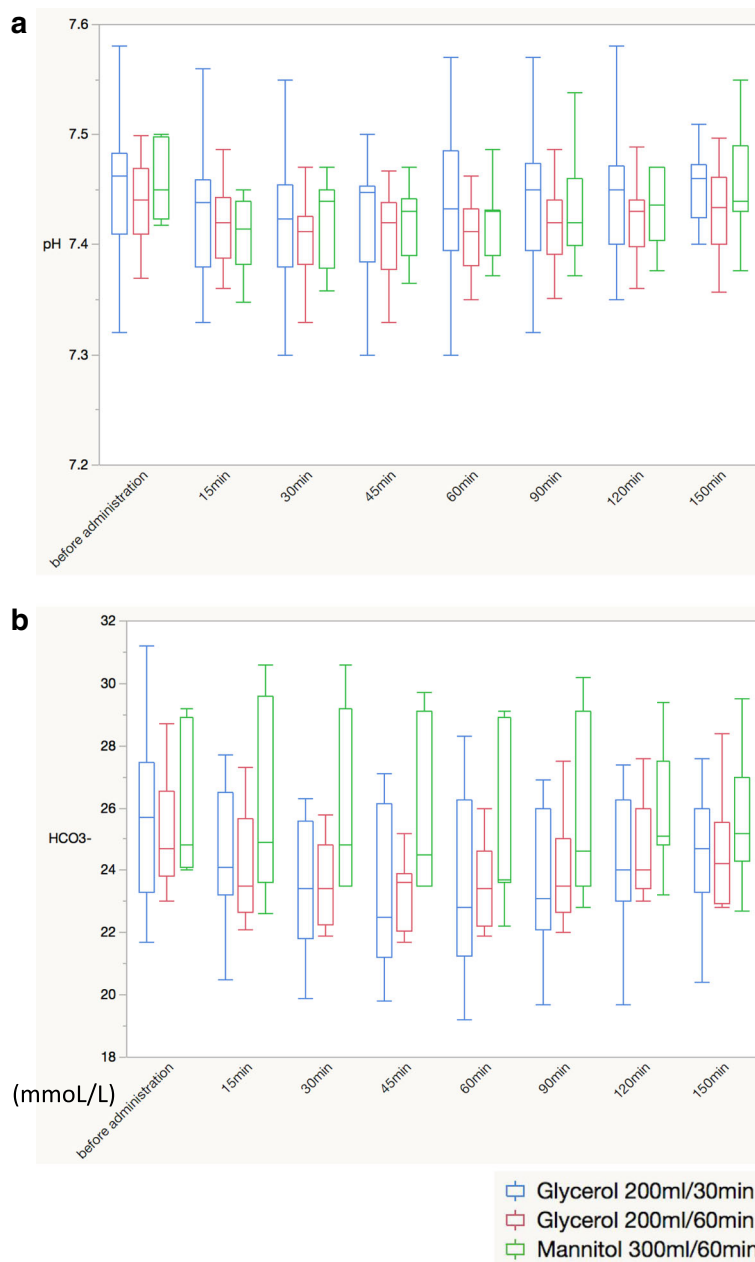 a
7.6
7.5
pH 7.4
7.3
7.2
before administration
15min
30min
45min
60min
90min
120min
150min
b
32
30
28
26
HCO3-
24
22
20
18
(mmoL/L)
before administration
15min
30min
45min
60min
90min
120min
150min
Glycerol 200ml/30min
Glycerol 200ml/60min
Mannitol 300ml/60min